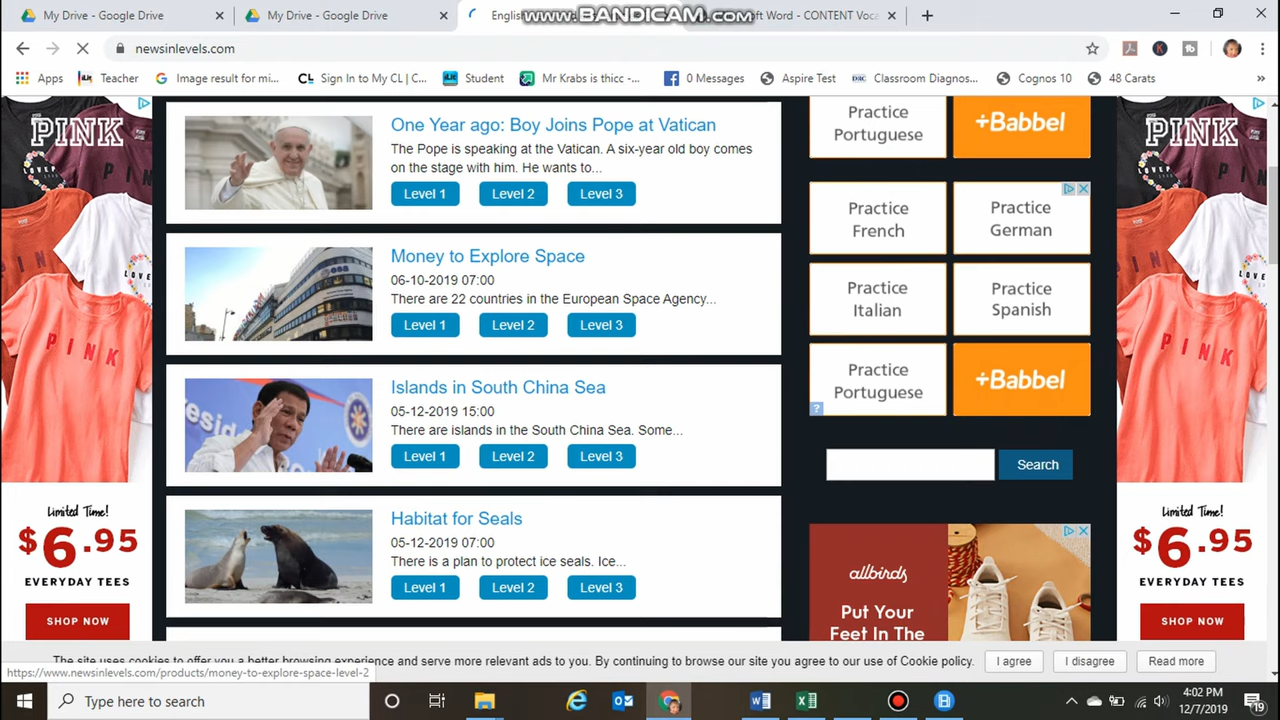 My Drive - Google Drive
My Drive - Google Drive
English
www.BANDICAM.com
oft Word - CONTENT Voca
newsinlevels.com
Apps
Teacher
Image result for mi...
Sign In to My CL | C...
Student
Mr Krabs is thicc -...
0 Messages
Aspire Test
Classroom Diagnos...
Cognos 10
48 Carats
PINK
One Year ago: Boy Joins Pope at Vatican
The Pope is speaking at the Vatican. A six-year old boy comes
on the stage with him. He wants to...
Level 1 Level 2 Level 3
Money to Explore Space
06-10-2019 07:00
There are 22 countries in the European Space Agency...
Level 1 Level 2 Level 3
Islands in South China Sea
05-12-2019 15:00
There are islands in the South China Sea. Some...
Level 1 Level 2 Level 3
Habitat for Seals
05-12-2019 07:00
There is a plan to protect ice seals. Ice...
Level 1 Level 2 Level 3
Practice
Portuguese
+Babbel
Practice
French
Practice
German
Practice
Italian
Practice
Spanish
Practice
Portuguese
+Babbel
Search
allbirds
Put Your
Feet In The
PINK
PINK
Limited Time!
$6.95
EVERYDAY TEES
SHOP NOW
PINK
Limited Time!
$6.95
EVERYDAY TEES
SHOP NOW
The site uses cookies to offer you a better browsing experience and serve more relevant ads to you. By continuing to browse our site you agree to our use of Cookie policy.
I agree
I disagree
Read more
https://www.newsinlevels.com/products/money-to-explore-space-level-2
Type here to search
4:02 PM
12/7/2019
19